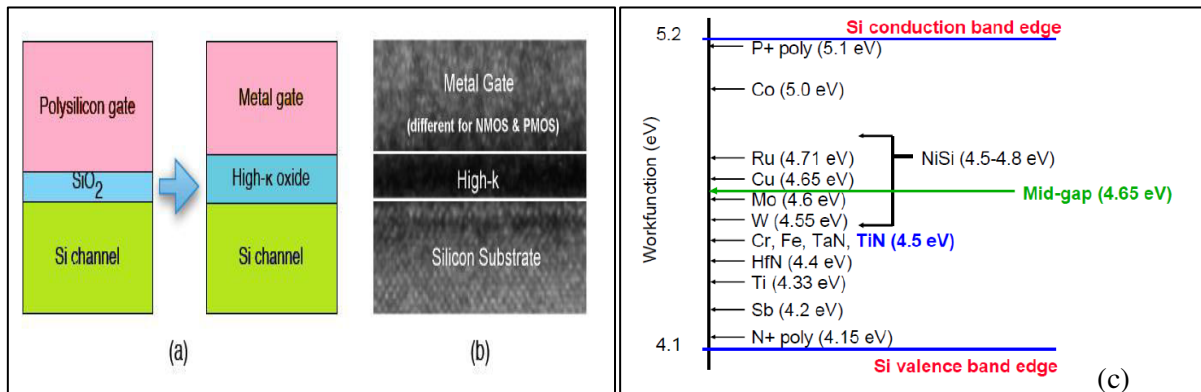 Polysilicon gate
SiO2
Si channel
Metal gate
High-κ oxide
Si channel
(a)
Metal Gate
(different for NMOS & PMOS)
High-k
Silicon Substrate
(b)
Workfunction (eV)
5.2
4.1
Si conduction band edge
P+ poly (5.1 eV)
Co (5.0 eV)
Ru (4.71 eV)
NiSi (4.5-4.8 eV)
Cu (4.65 eV)
Mid-gap (4.65 eV)
Mo (4.6 eV)
W (4.55 eV)
Cr, Fe, TaN, TiN (4.5 eV)
HfN (4.4 eV)
Ti (4.33 eV)
Sb (4.2 eV)
N+ poly (4.15 eV)
Si valence band edge
(c)